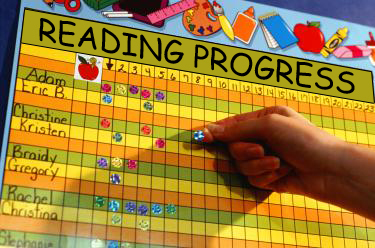 READING PROGRESS
1 2 3 4 5 6 7 8 9 10 11 12 13 14 15 16 17 18 19 20 21 22 23
Adam
Eric B.
Christine
Kristen
Braidy
Gregory
Rachel
Christina
Stephanie